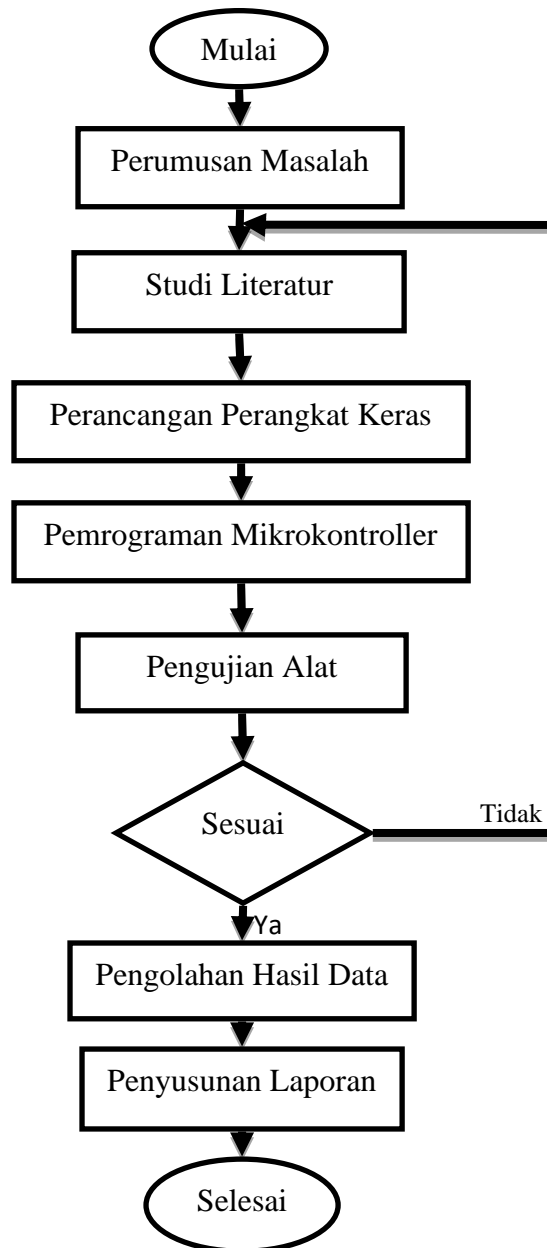 Mulai
Perumusan Masalah
Studi Literatur
Perancangan Perangkat Keras
Pemrograman Mikrokontroller
Pengujian Alat
Sesuai
Tidak
Ya
Pengolahan Hasil Data
Penyusunan Laporan
Selesai